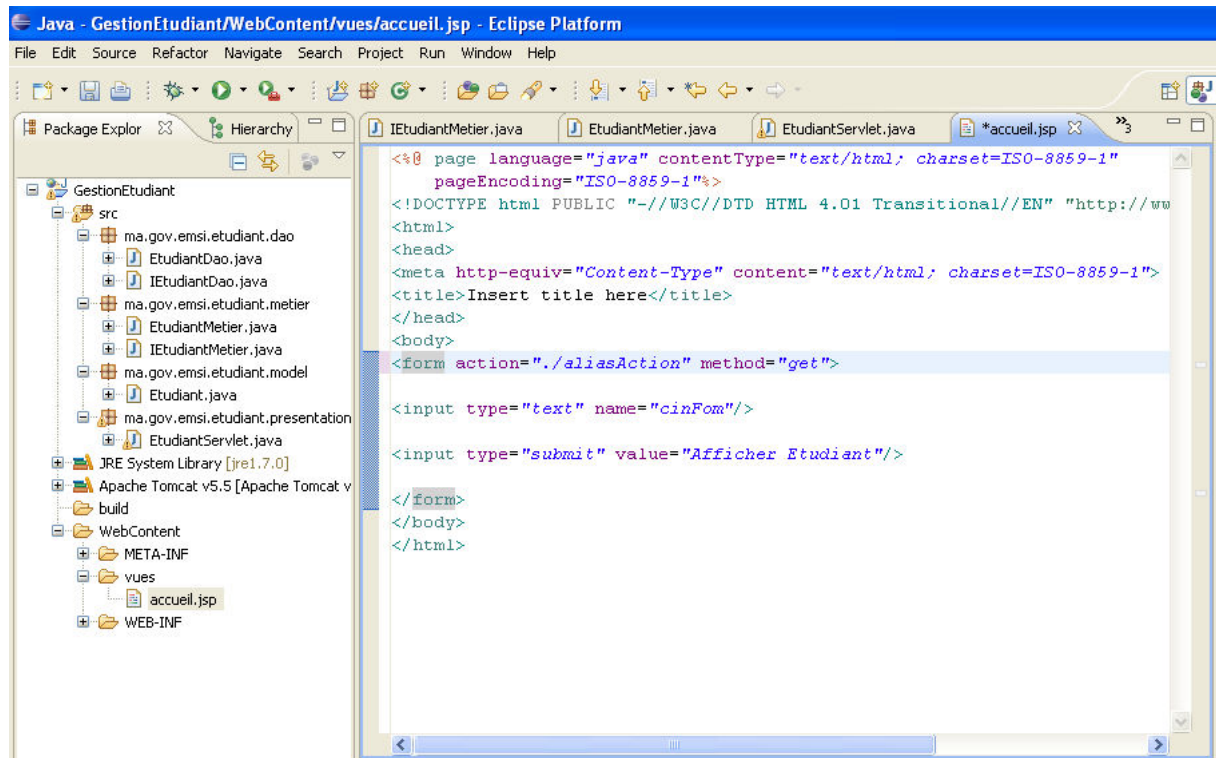 Java - GestionEtudiant/WebContent/vues/accueil.jsp - Eclipse Platform
File Edit Source Refactor Navigate Search Project Run Window Help
Package Explor Hierarchy
IEtudiantMetier.java EtudiantMetier.java EtudiantServlet.java *accueil.jsp »3
GestionEtudiant
src
ma.gov.emsi.etudiant.dao
EtudiantDao.java
IEtudiantDao.java
ma.gov.emsi.etudiant.metier
EtudiantMetier.java
IEtudiantMetier.java
ma.gov.emsi.etudiant.model
Etudiant.java
ma.gov.emsi.etudiant.presentation
EtudiantServlet.java
JRE System Library [jre1.7.0]
Apache Tomcat v5.5 [Apache Tomcat v
build
WebContent
META-INF
vues
accueil.jsp
WEB-INF
<%@ page language="java" contentType="text/html; charset=ISO-8859-1"
pageEncoding="ISO-8859-1"%>
<!DOCTYPE html PUBLIC "-//W3C//DTD HTML 4.01 Transitional//EN" "http://ww
<html>
<head>
<meta http-equiv="Content-Type" content="text/html; charset=ISO-8859-1">
<title>Insert title here</title>
</head>
<body>
<form action="./aliasAction" method="get">
<input type="text" name="cinFom"/>
<input type="submit" value="Afficher Etudiant"/>
</form>
</body>
</html>